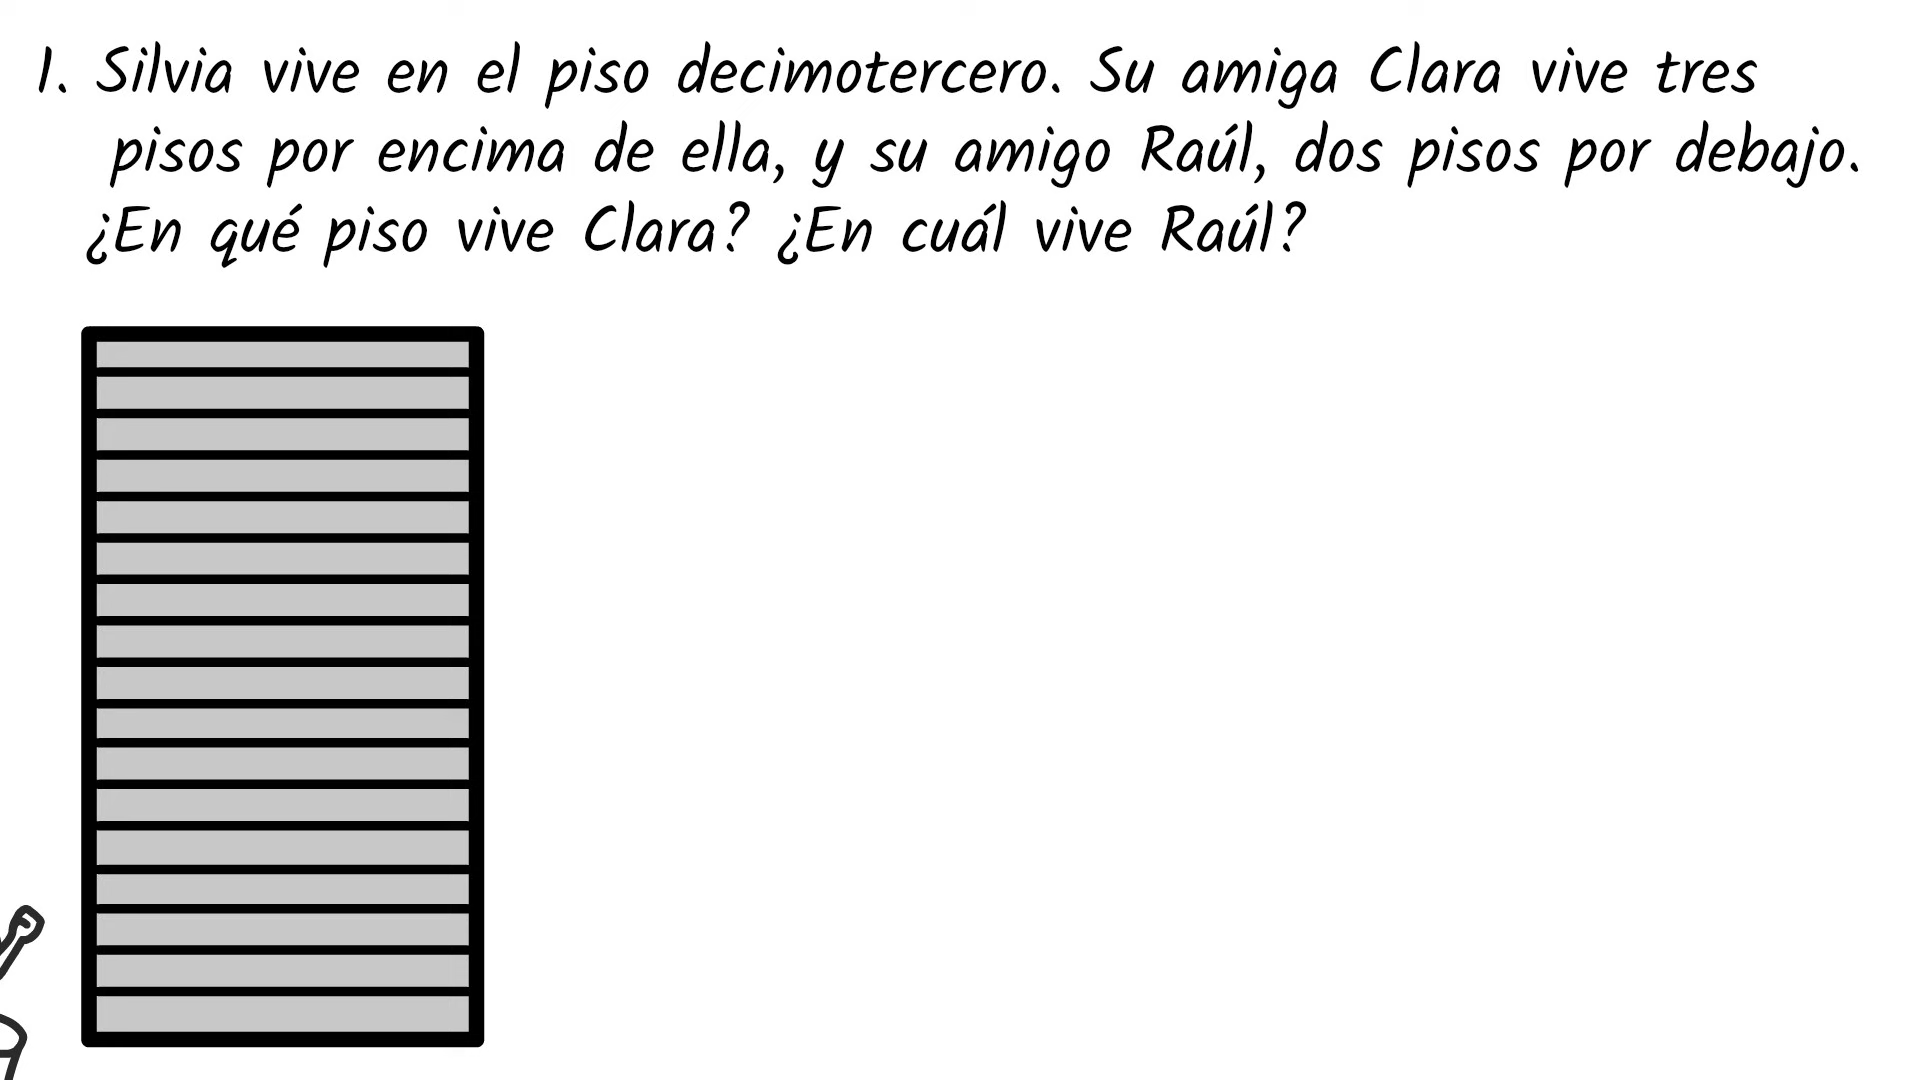 1. Silvia vive en el piso decimotercero. Su amiga Clara vive tres
pisos por encima de ella, y su amigo Raúl, dos pisos por debajo.
¿En qué piso vive Clara? ¿En cuál vive Raúl?